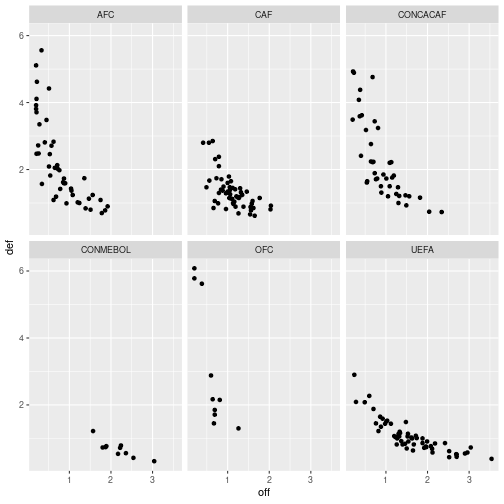 AFC CAF CONCACAF
6
4
2
def
CONMEBOL OFC UEFA
6
4
2
1 2 3 1 2 3 1 2 3
off